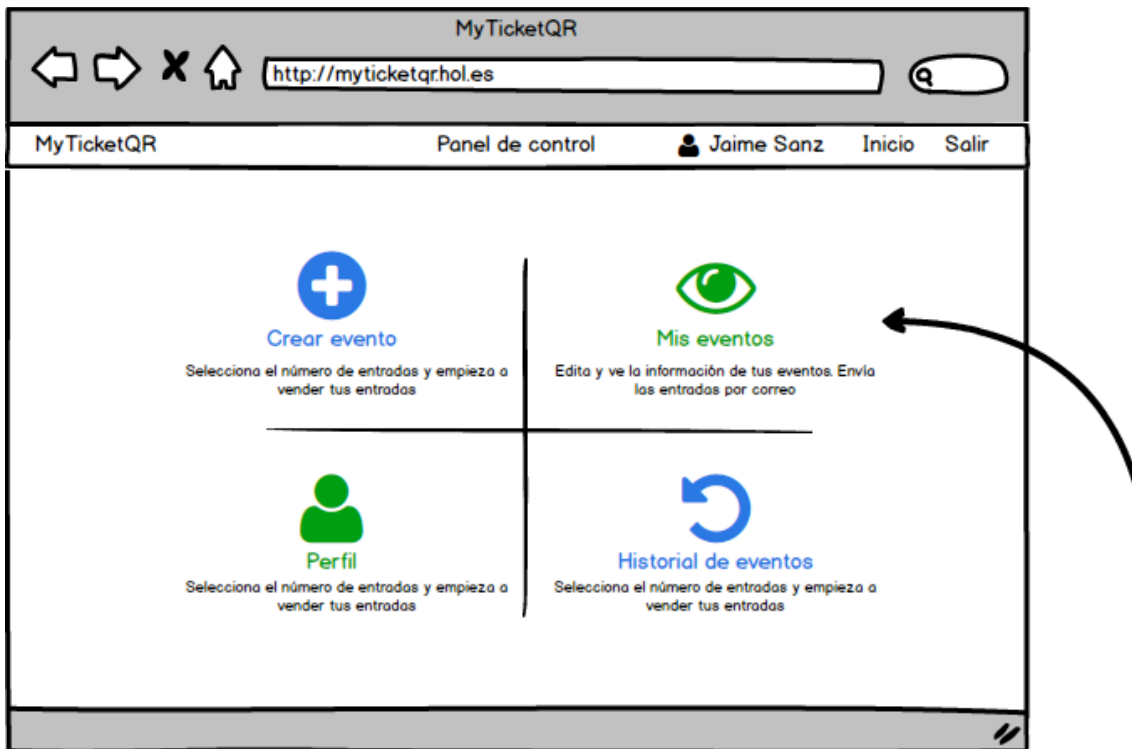 MyTicketQR
http://myticketqr.hol.es
MyTicketQR Panel de control Jaime Sanz Inicio Salir
Crear evento
Selecciona el número de entradas y empieza a
vender tus entradas
Mis eventos
Edita y ve la información de tus eventos. Envía
las entradas por correo
Perfil
Selecciona el número de entradas y empieza a
vender tus entradas
Historial de eventos
Selecciona el número de entradas y empieza a
vender tus entradas